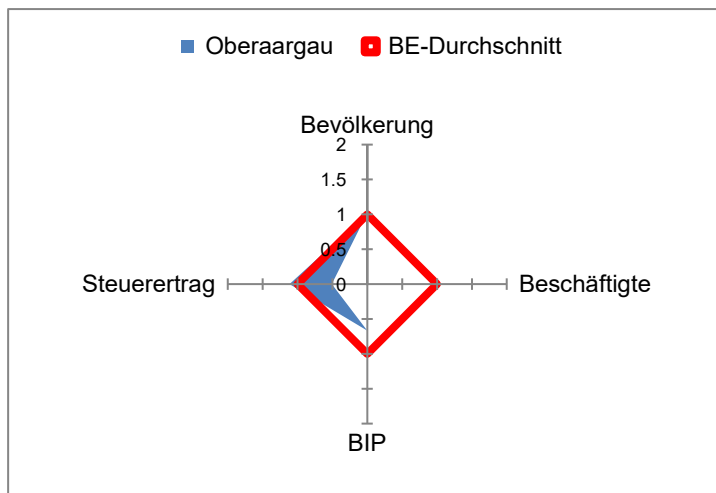 Oberaargau BE-Durchschnitt
Bevölkerung
2
1.5
1
0.5
Steuerertrag 0 Beschäftigte
BIP